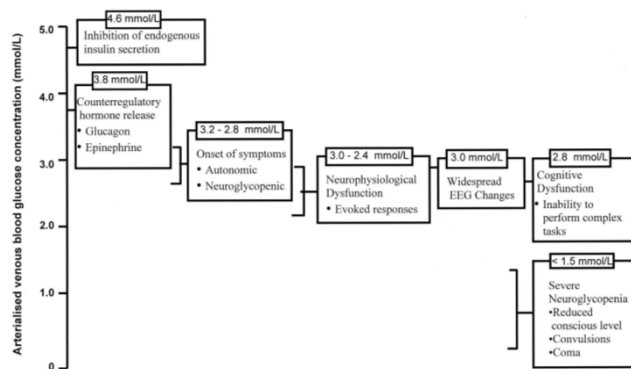 Arterialised venous blood glucose concentration (mmol/L)
5.0
4.0
3.0
2.0
1.0
0
4.6 mmol/L
Inhibition of endogenous
insulin secretion
3.8 mmol/L
Counterregulatory
hormone release
• Glucagon
• Epinephrine
3.2 - 2.8 mmol/L
Onset of symptoms
• Autonomic
• Neuroglycopenic
3.0 - 2.4 mmol/L
Neurophysiological
Dysfunction
• Evoked responses
3.0 mmol/L
Widespread
EEG Changes
2.8 mmol/L
Cognitive
Dysfunction
• Inability to
perform complex
tasks
< 1.5 mmol/L
Severe
Neuroglycopenia
•Reduced
conscious level
•Convulsions
•Coma